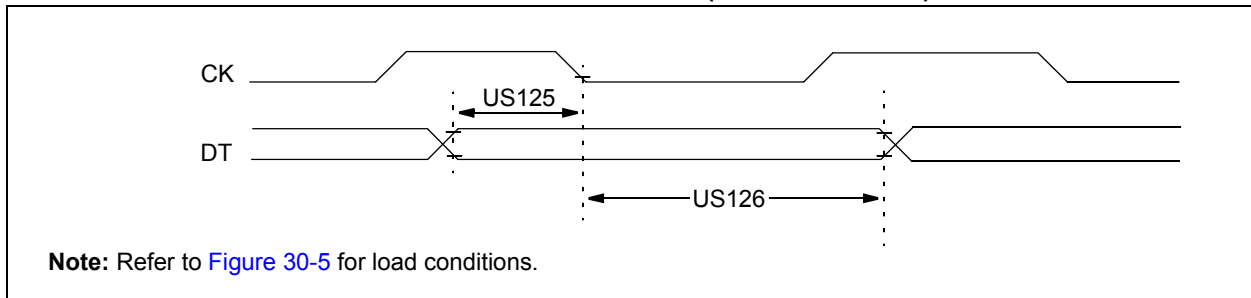 CK
US125
DT
US126
Note: Refer to Figure 30-5 for load conditions.